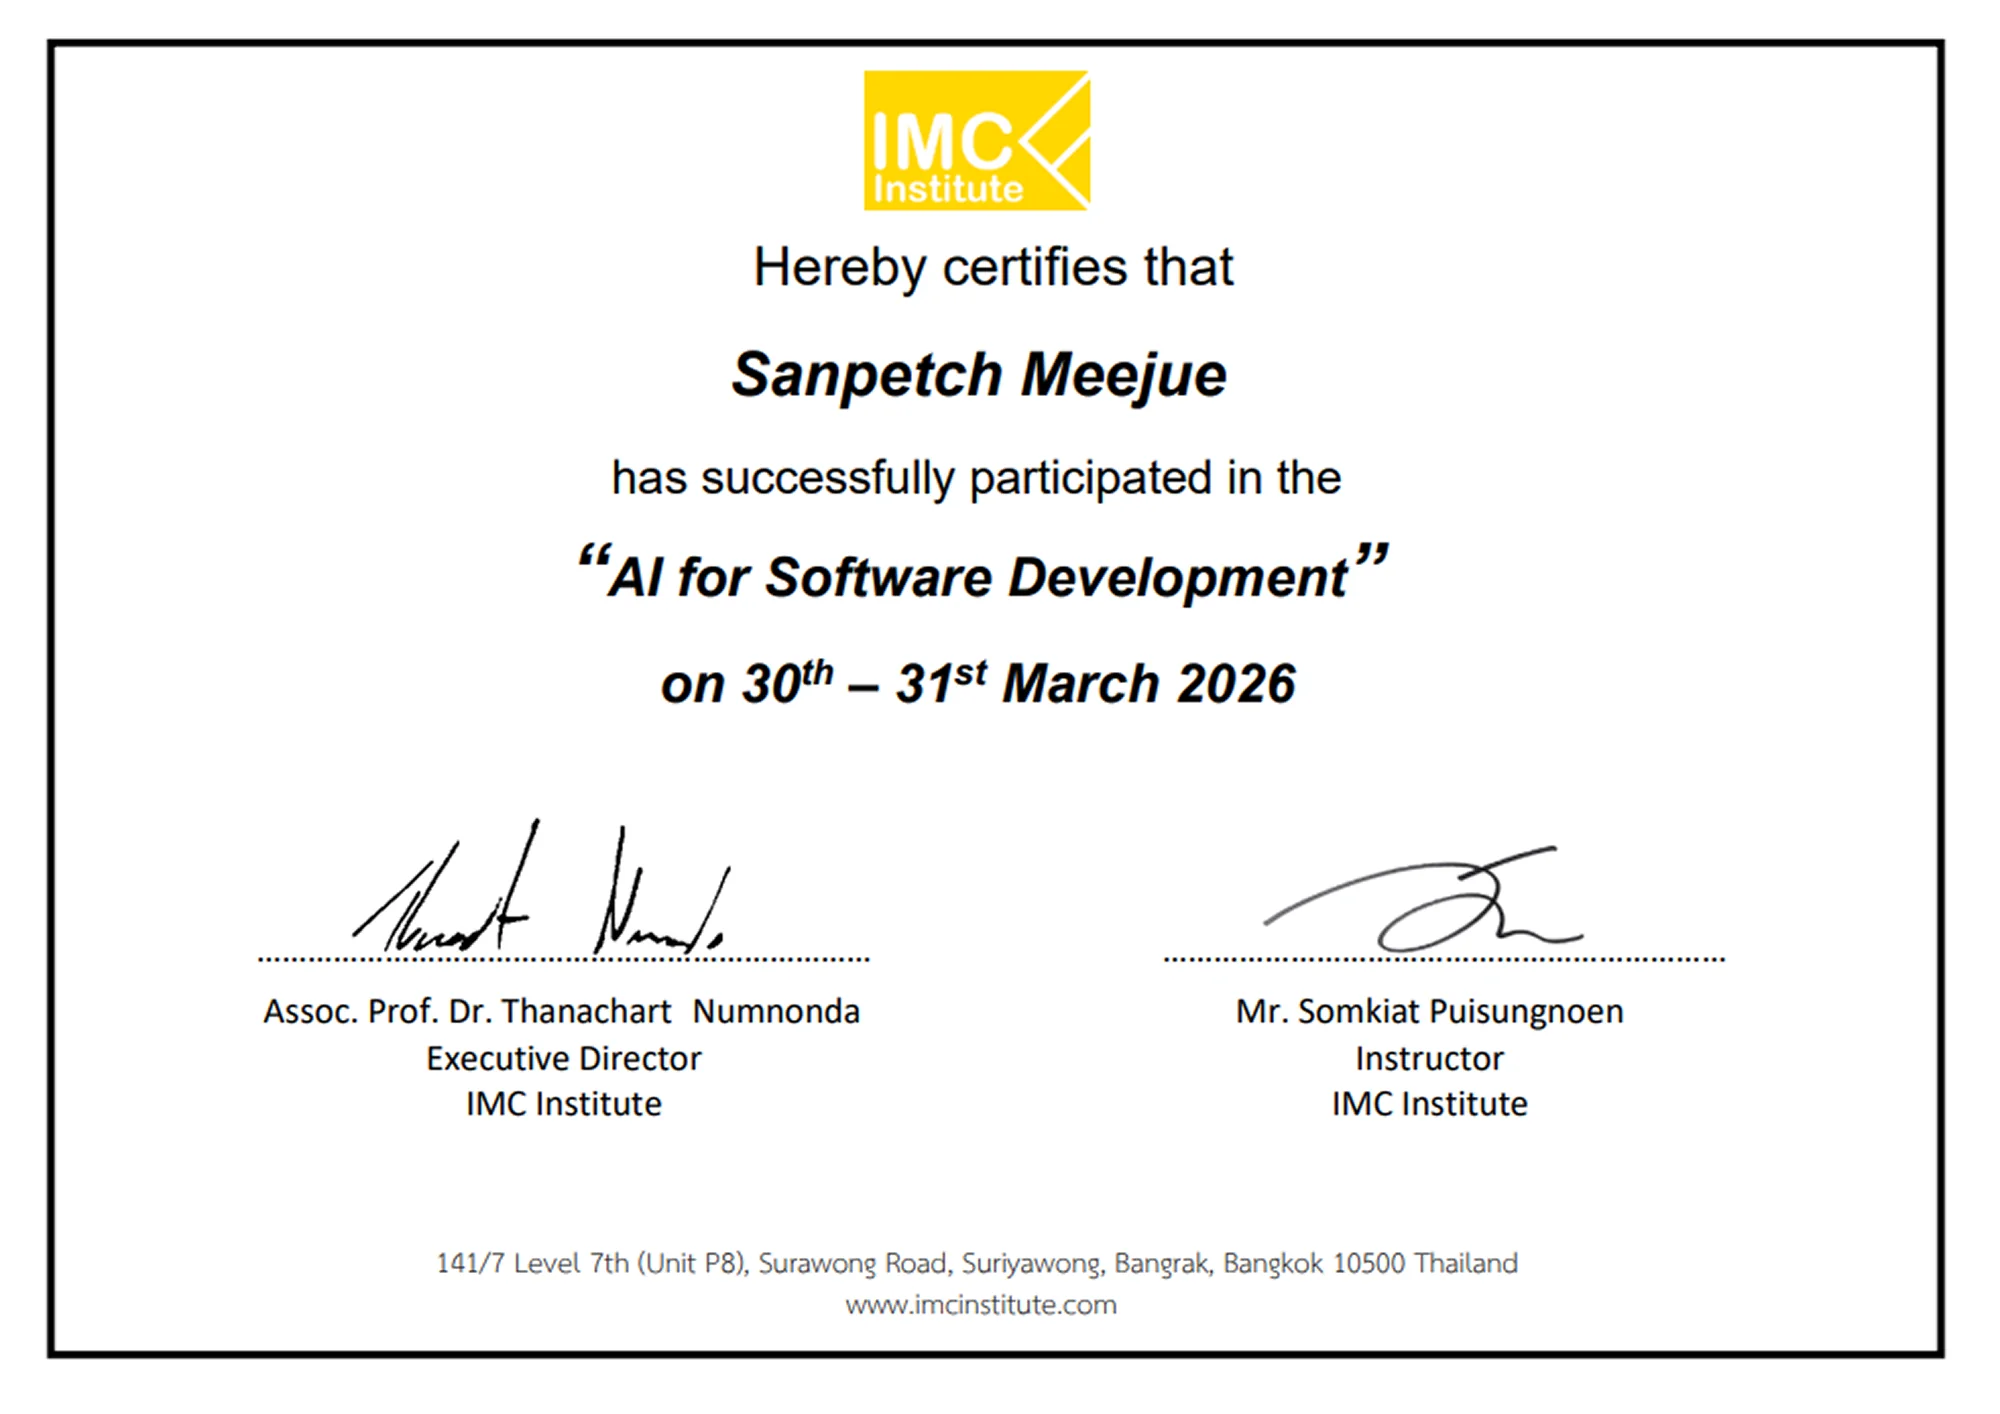 IMC
Institute
Hereby certifies that
Sanpetch Meejue
has successfully participated in the
“AI for Software Development”
on 30th – 31st March 2026
Assoc. Prof. Dr. Thanachart  Numnonda
Executive Director
IMC Institute
Mr. Somkiat Puisungnoen
Instructor
IMC Institute
141/7 Level 7th (Unit P8), Surawong Road, Suriyawong, Bangrak, Bangkok 10500 Thailand
www.imcinstitute.com